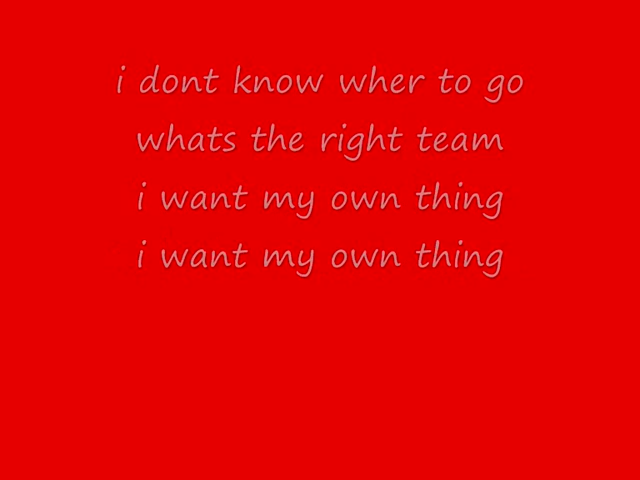 i dont know wher to go
whats the right team
i want my own thing
i want my own thing